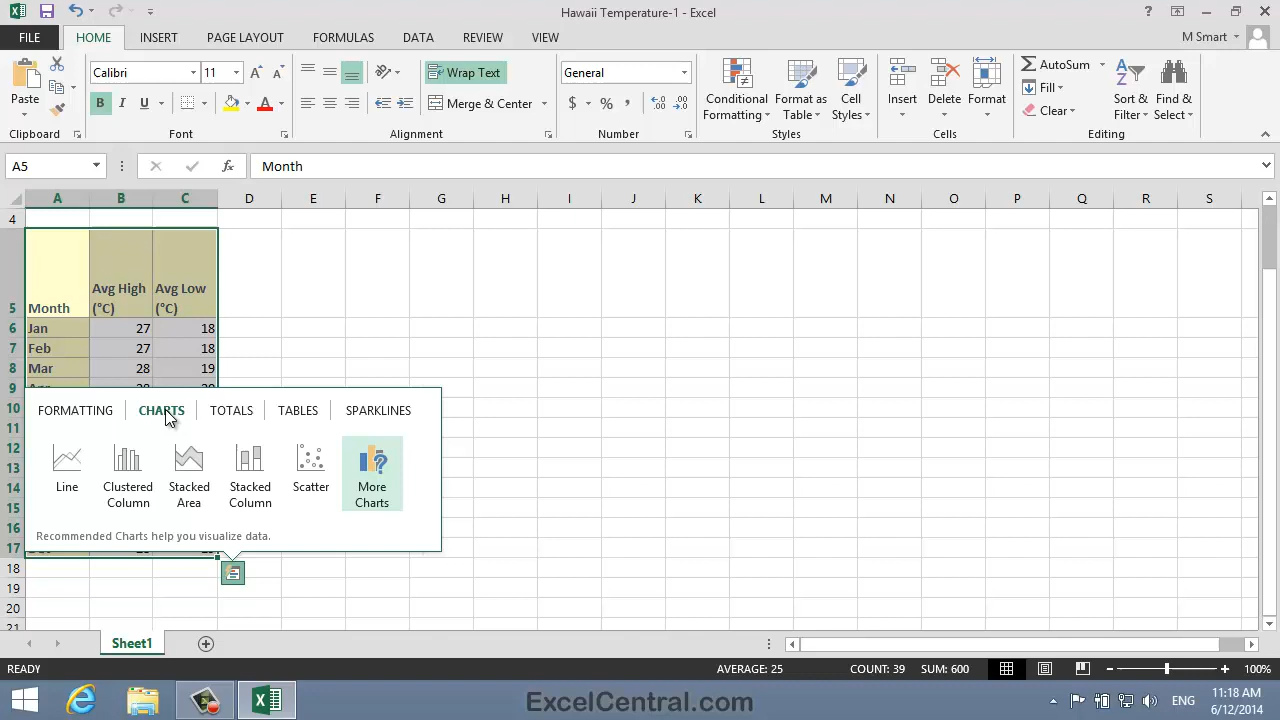 Hawaii Temperature-1 - Excel
FILE HOME INSERT PAGE LAYOUT FORMULAS DATA REVIEW VIEW M Smart
Paste
Calibri 11
B I U
Wrap Text
Merge & Center
General
$ % ,
Conditional Formatting
Format as Table
Cell Styles
Insert Delete Format
AutoSum
Fill
Clear
Sort & Filter
Find & Select
Clipboard Font Alignment Number Styles Cells Editing
A5 fx Month
A B C D E F G H I J K L M N O P Q R S
4
5 Month Avg High (°C) Avg Low (°C)
6 Jan 27 18
7 Feb 27 18
8 Mar 28 19
9
10
11
12
13
14
15
16
17
18
19
20
21
FORMATTING CHARTS TOTALS TABLES SPARKLINES
Line
Clustered Column
Stacked Area
Stacked Column
Scatter
More Charts
Recommended Charts help you visualize data.
Sheet1
READY AVERAGE: 25 COUNT: 39 SUM: 600 100%
ExcelCentral.com
ENG
11:18 AM
6/12/2014